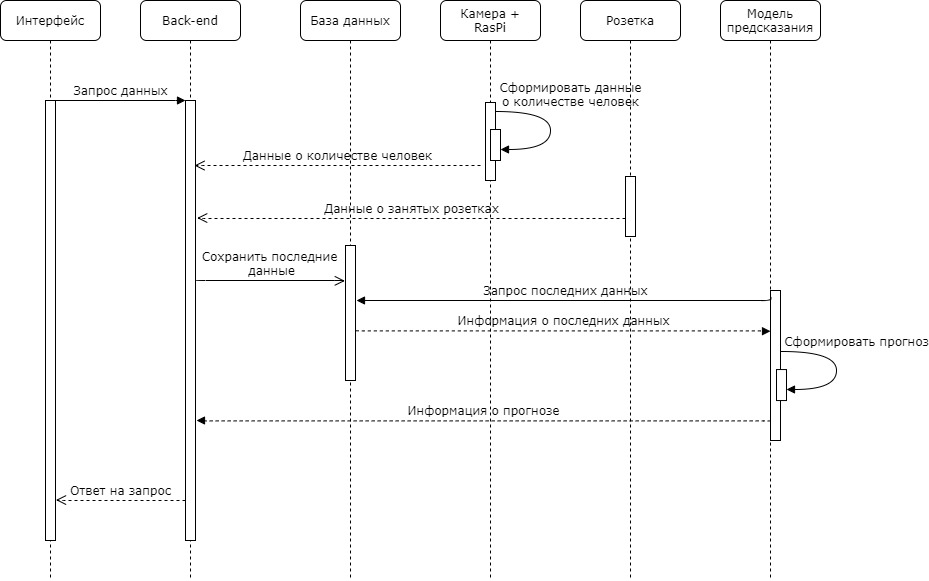 Интерфейс
Back-end
База данных
Камера +
RasPi
Розетка
Модель
предсказания
Запрос данных
Сформировать данные
о количестве человек
Данные о количестве человек
Данные о занятых розетках
Сохранить последние
данные
Запрос последних данных
Информация о последних данных
Сформировать прогноз
Информация о прогнозе
Ответ на запрос